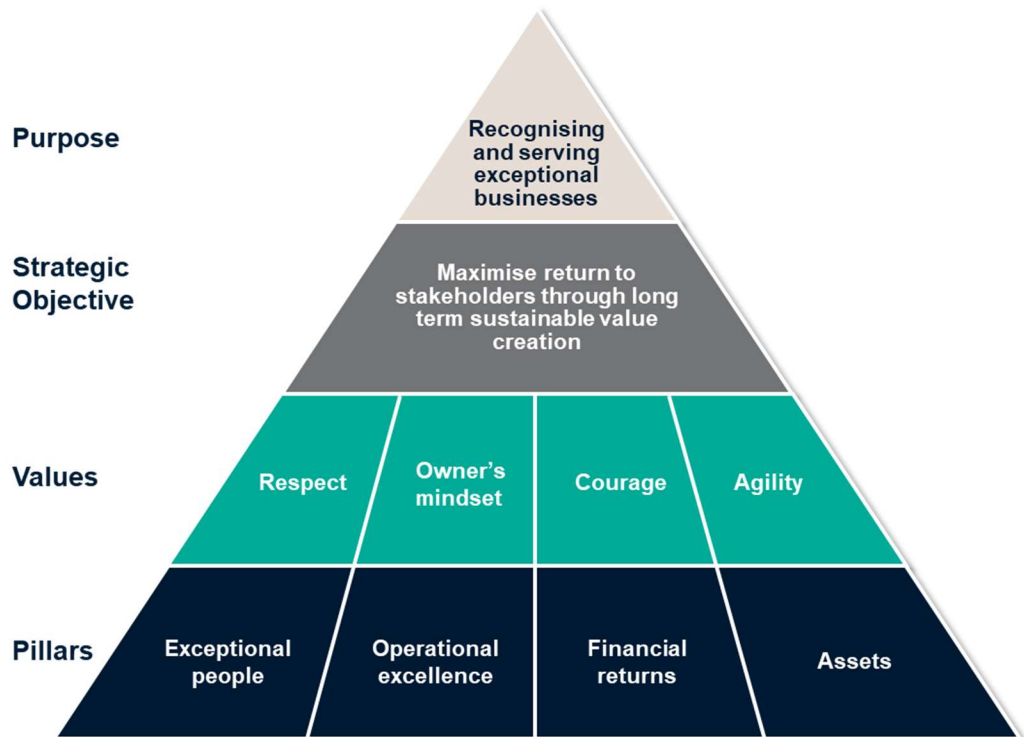 Purpose
Recognising
and serving
exceptional
businesses
Strategic
Objective
Maximise return to
stakeholders through long
term sustainable value
creation
Values
Respect
Owner's
mindset
Courage
Agility
Pillars
Exceptional
people
Operational
excellence
Financial
returns
Assets